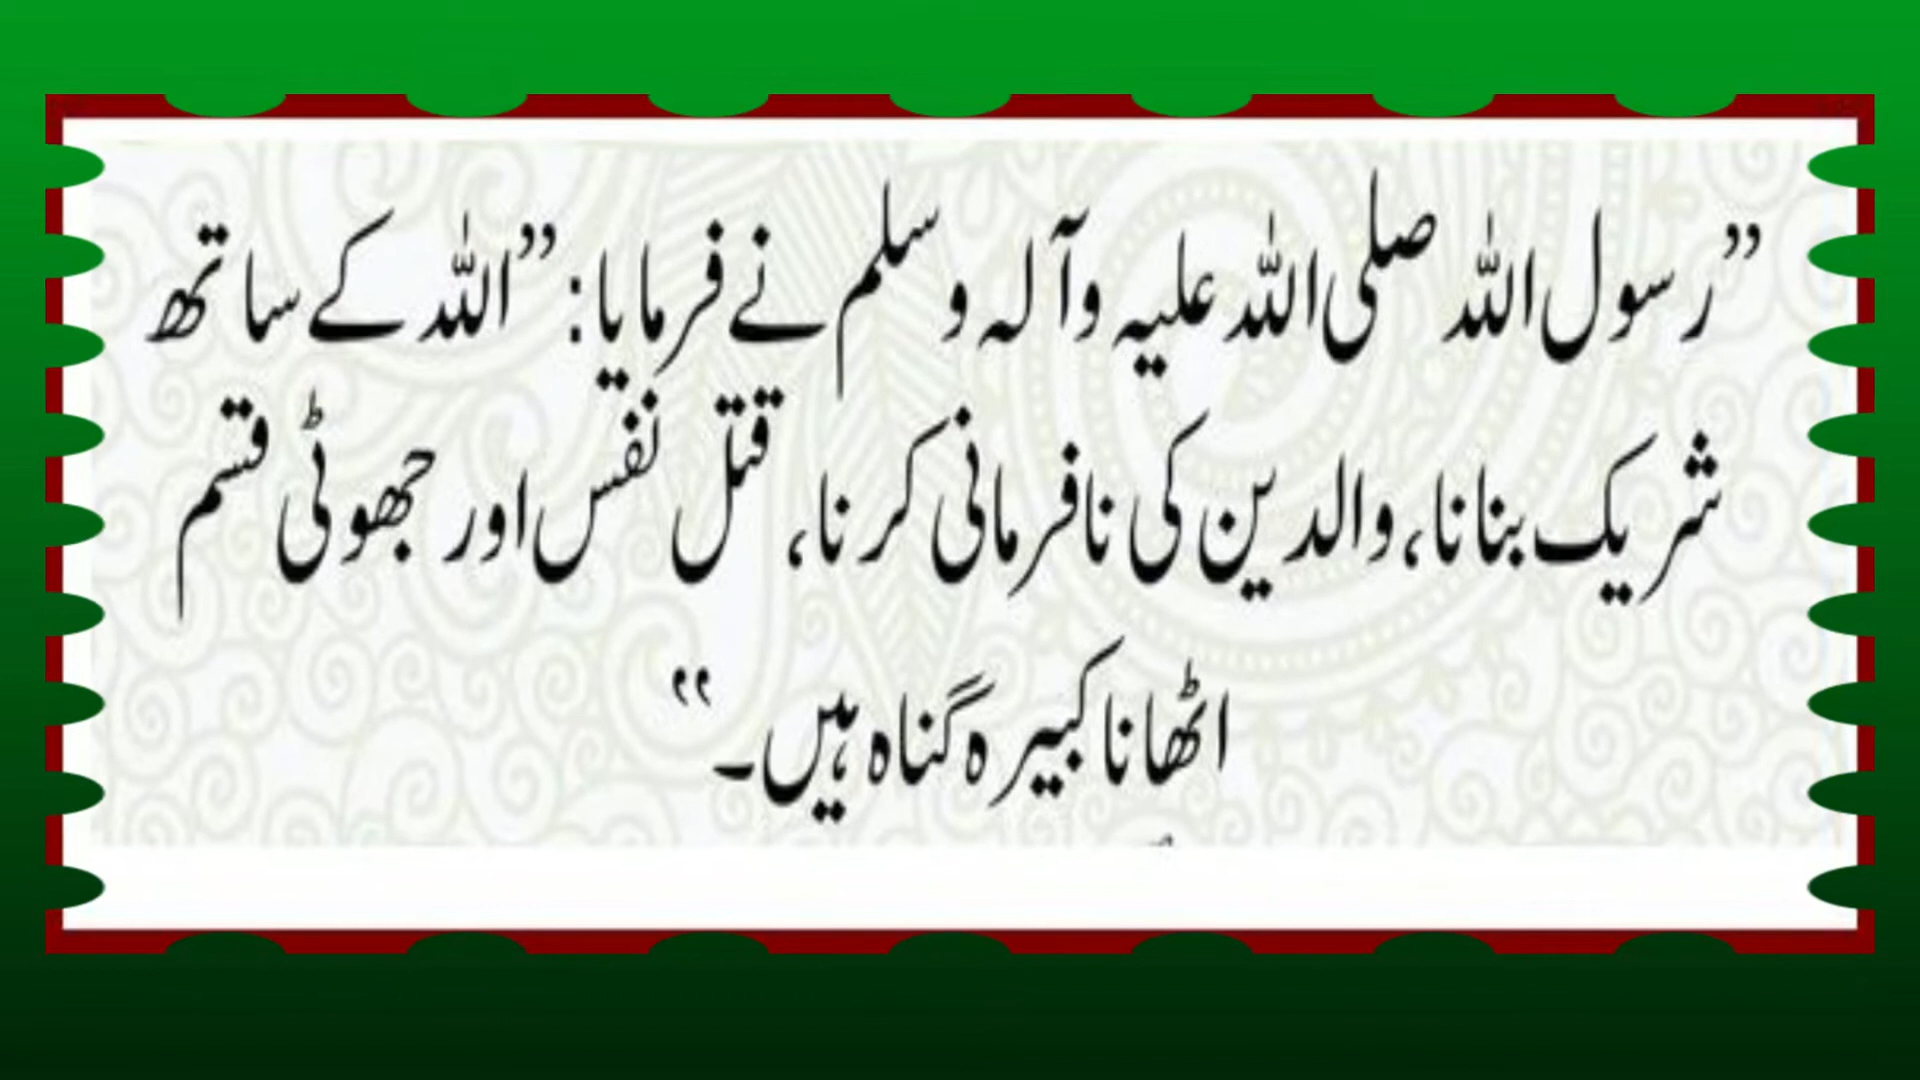 ”رسول اللہ صلی اللہ علیہ وآلہ وسلم نے فرمایا: ”اللہ کے ساتھ
شریک بنانا، والدین کی نافرمانی کرنا، قتل نفس اور جھوٹی قسم
اٹھانا کبیرہ گناہ ہیں۔“